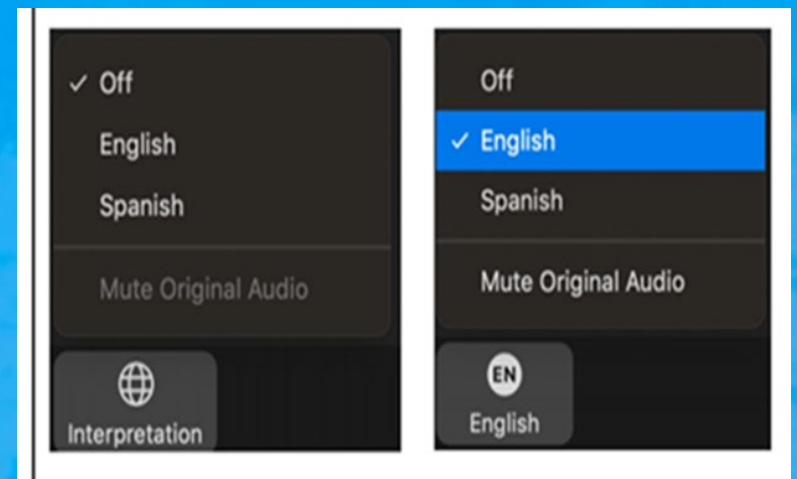 ✓ Off
English
Spanish
Mute Original Audio
Interpretation
Off
✓ English
Spanish
Mute Original Audio
EN
English